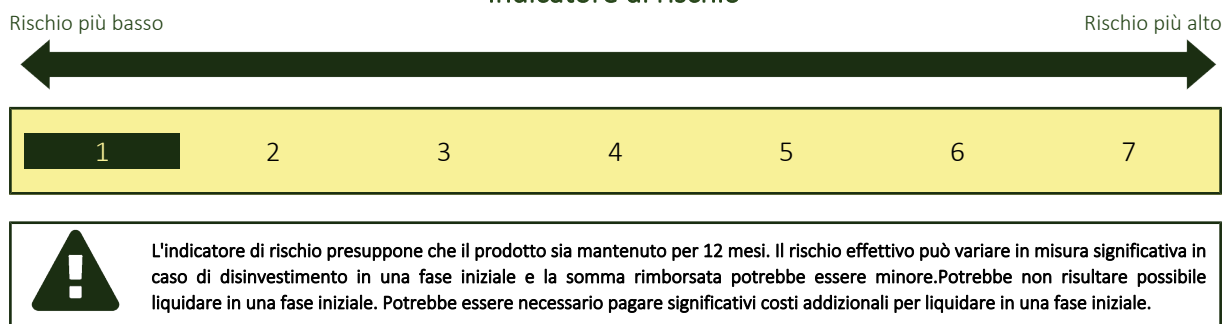 Indicatore di rischio
Rischio più basso
Rischio più alto
1 2 3 4 5 6 7
L'indicatore di rischio presuppone che il prodotto sia mantenuto per 12 mesi. Il rischio effettivo può variare in misura significativa in
caso di disinvestimento in una fase iniziale e la somma rimborsata potrebbe essere minore.Potrebbe non risultare possibile
liquidare in una fase iniziale. Potrebbe essere necessario pagare significativi costi addizionali per liquidare in una fase iniziale.